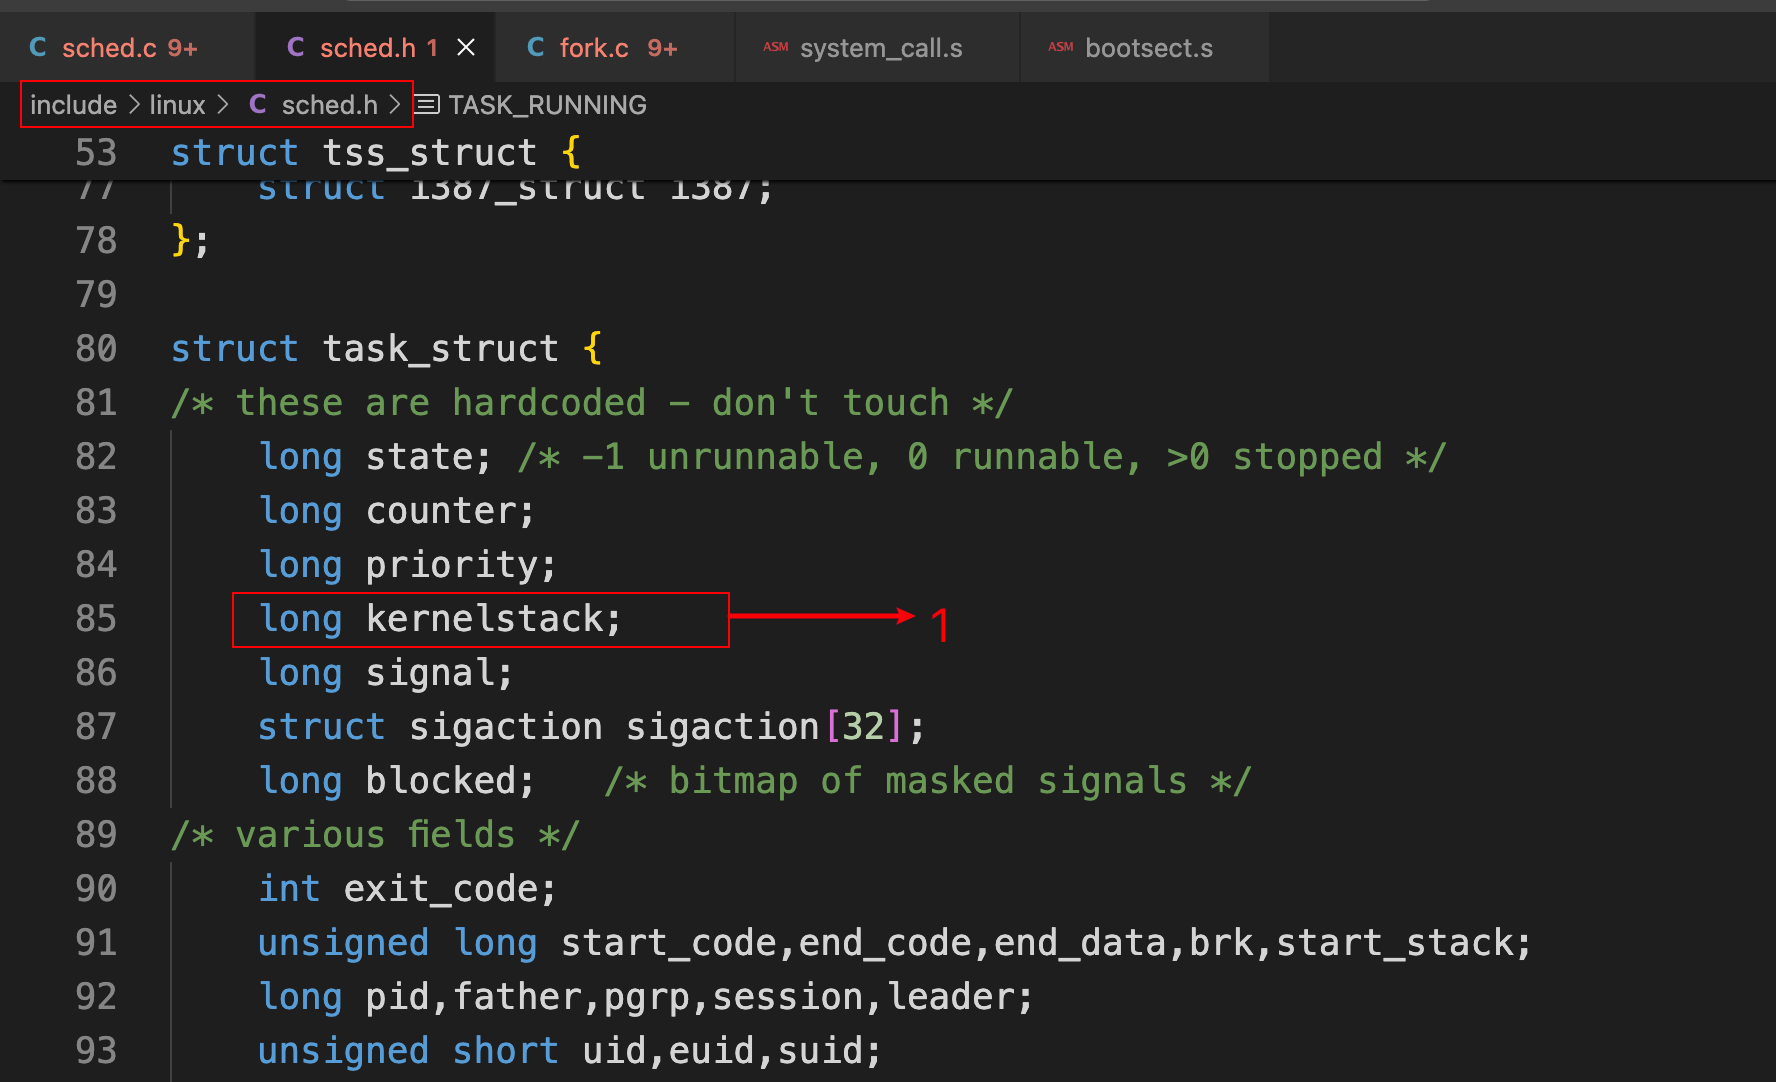 C sched.c 9+ C sched.h 1 × C fork.c 9+ ASM system_call.s ASM bootsect.s
include > linux > C sched.h > TASK_RUNNING
53 struct tss_struct {
77 struct i387_struct i387;
78 };
79
80 struct task_struct {
81 /* these are hardcoded - don't touch */
82 long state; /* -1 unrunnable, 0 runnable, >0 stopped */
83 long counter;
84 long priority;
85 long kernelstack; 1
86 long signal;
87 struct sigaction sigaction[32];
88 long blocked; /* bitmap of masked signals */
89 /* various fields */
90 int exit_code;
91 unsigned long start_code,end_code,end_data,brk,start_stack;
92 long pid,father,pgrp,session,leader;
93 unsigned short uid,euid,suid;